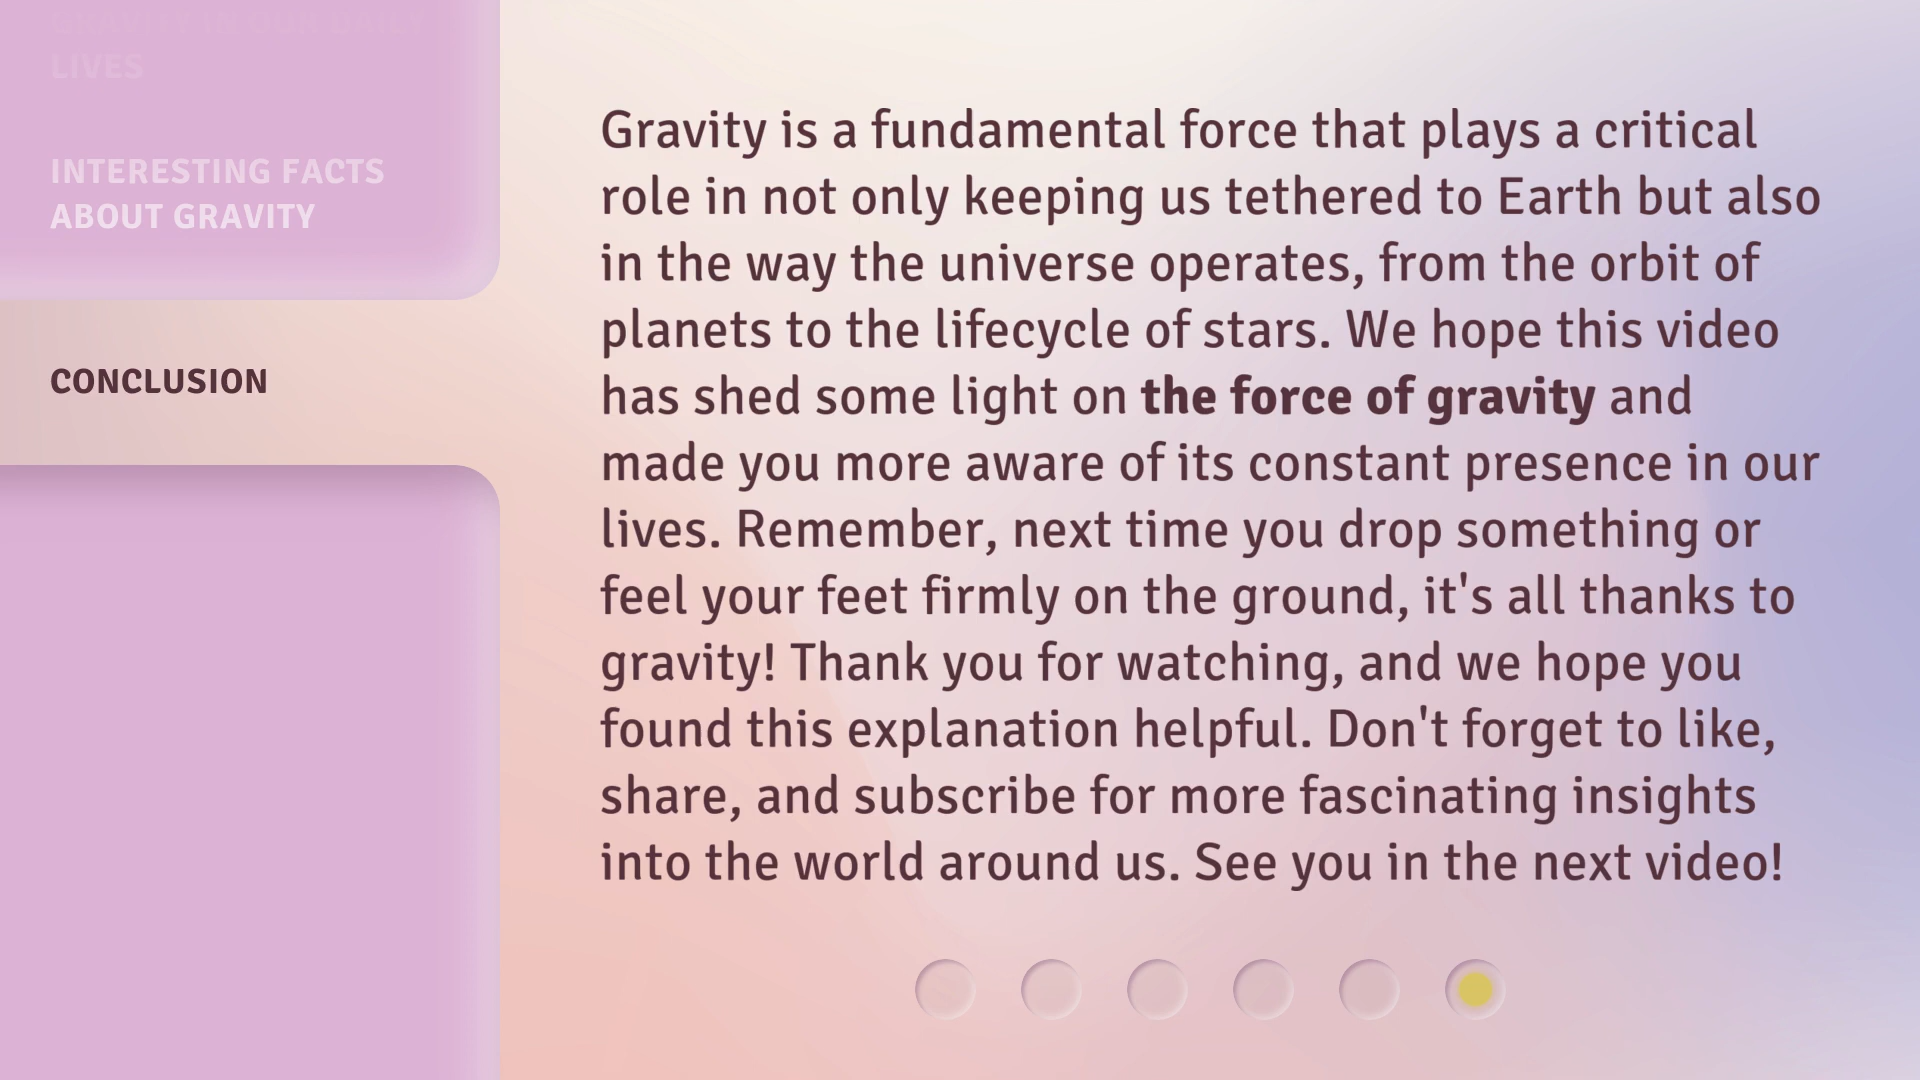 GRAVITY IN OUR DAILY
LIVES
INTERESTING FACTS
ABOUT GRAVITY
CONCLUSION
Gravity is a fundamental force that plays a critical
role in not only keeping us tethered to Earth but also
in the way the universe operates, from the orbit of
planets to the lifecycle of stars. We hope this video
has shed some light on the force of gravity and
made you more aware of its constant presence in our
lives. Remember, next time you drop something or
feel your feet firmly on the ground, it's all thanks to
gravity! Thank you for watching, and we hope you
found this explanation helpful. Don't forget to like,
share, and subscribe for more fascinating insights
into the world around us. See you in the next video!